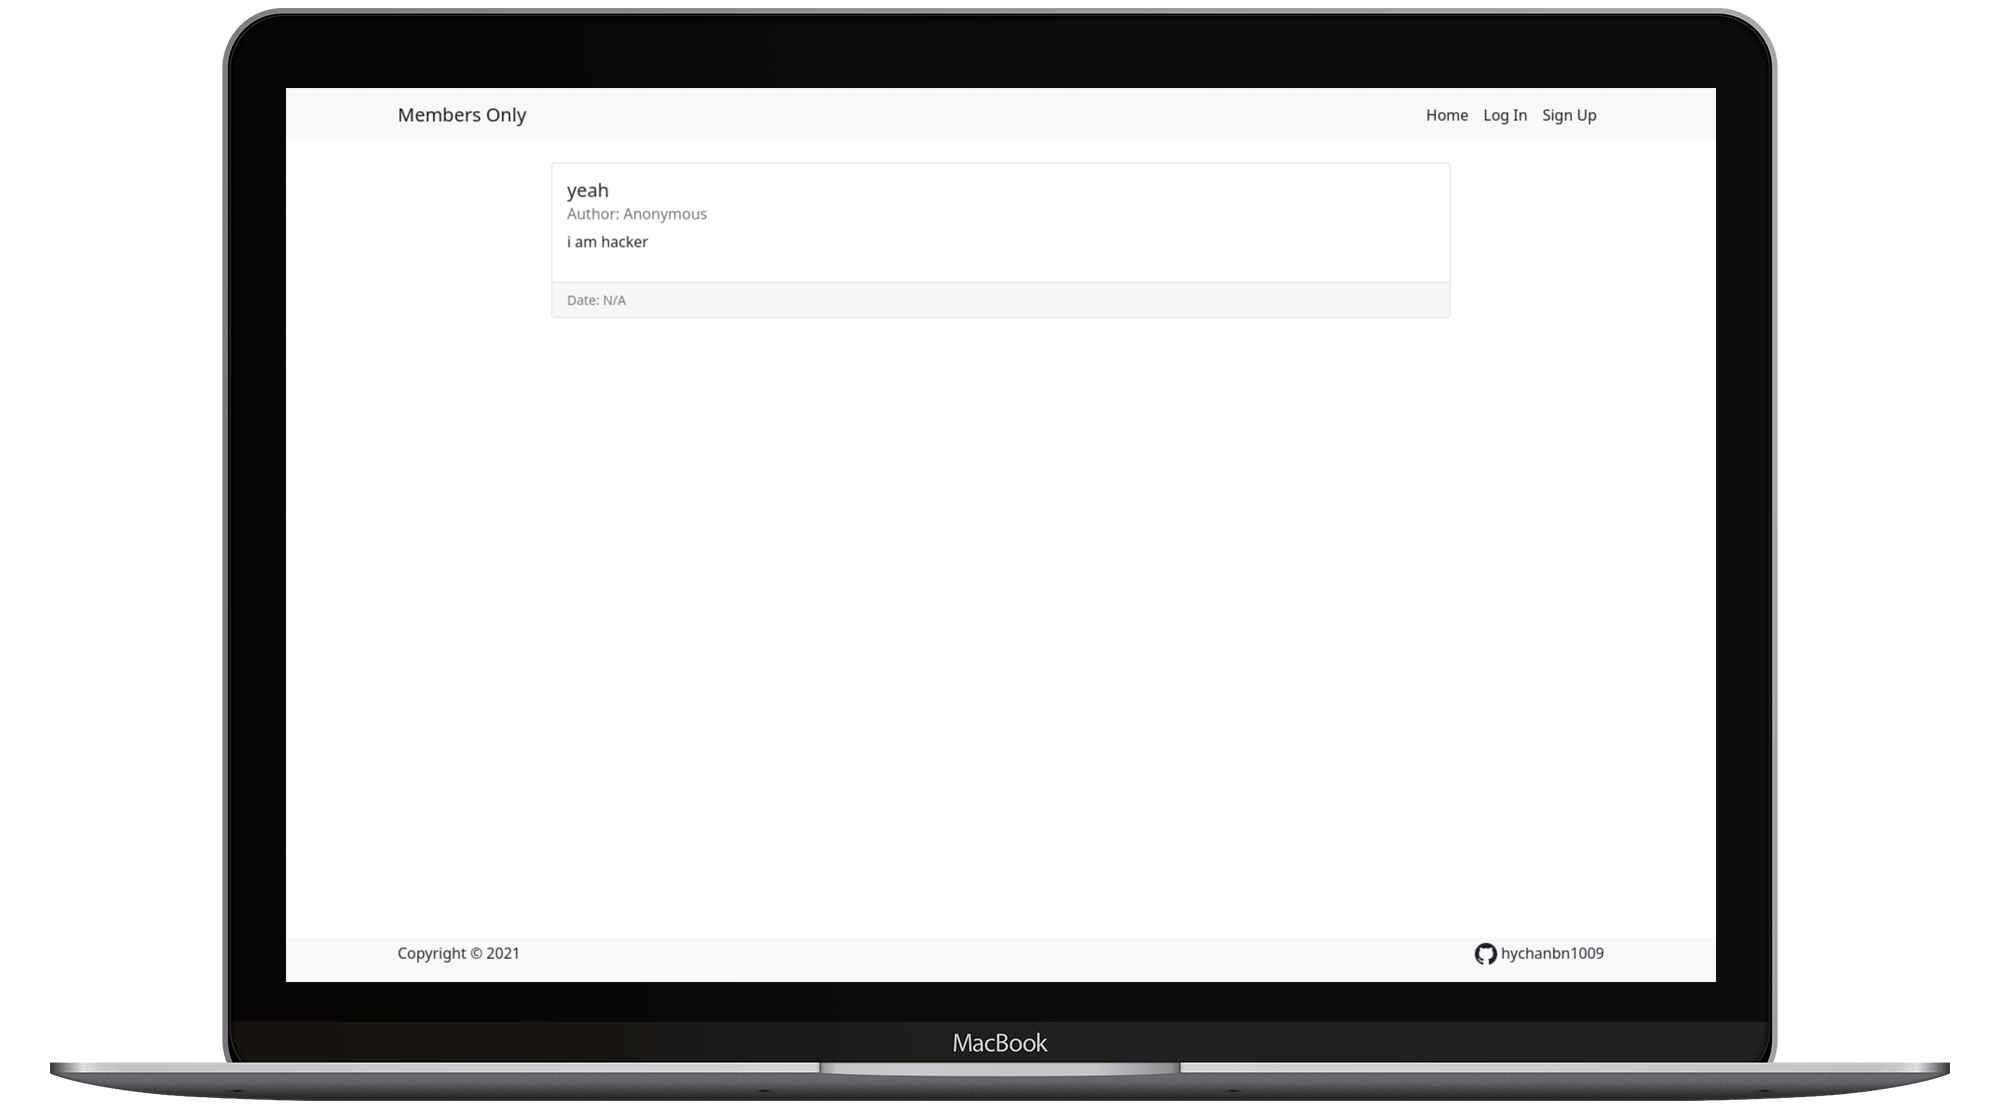 Members Only
Home Log In Sign Up
yeah
Author: Anonymous
i am hacker
Date: N/A
Copyright © 2021
hychanbn1009
MacBook